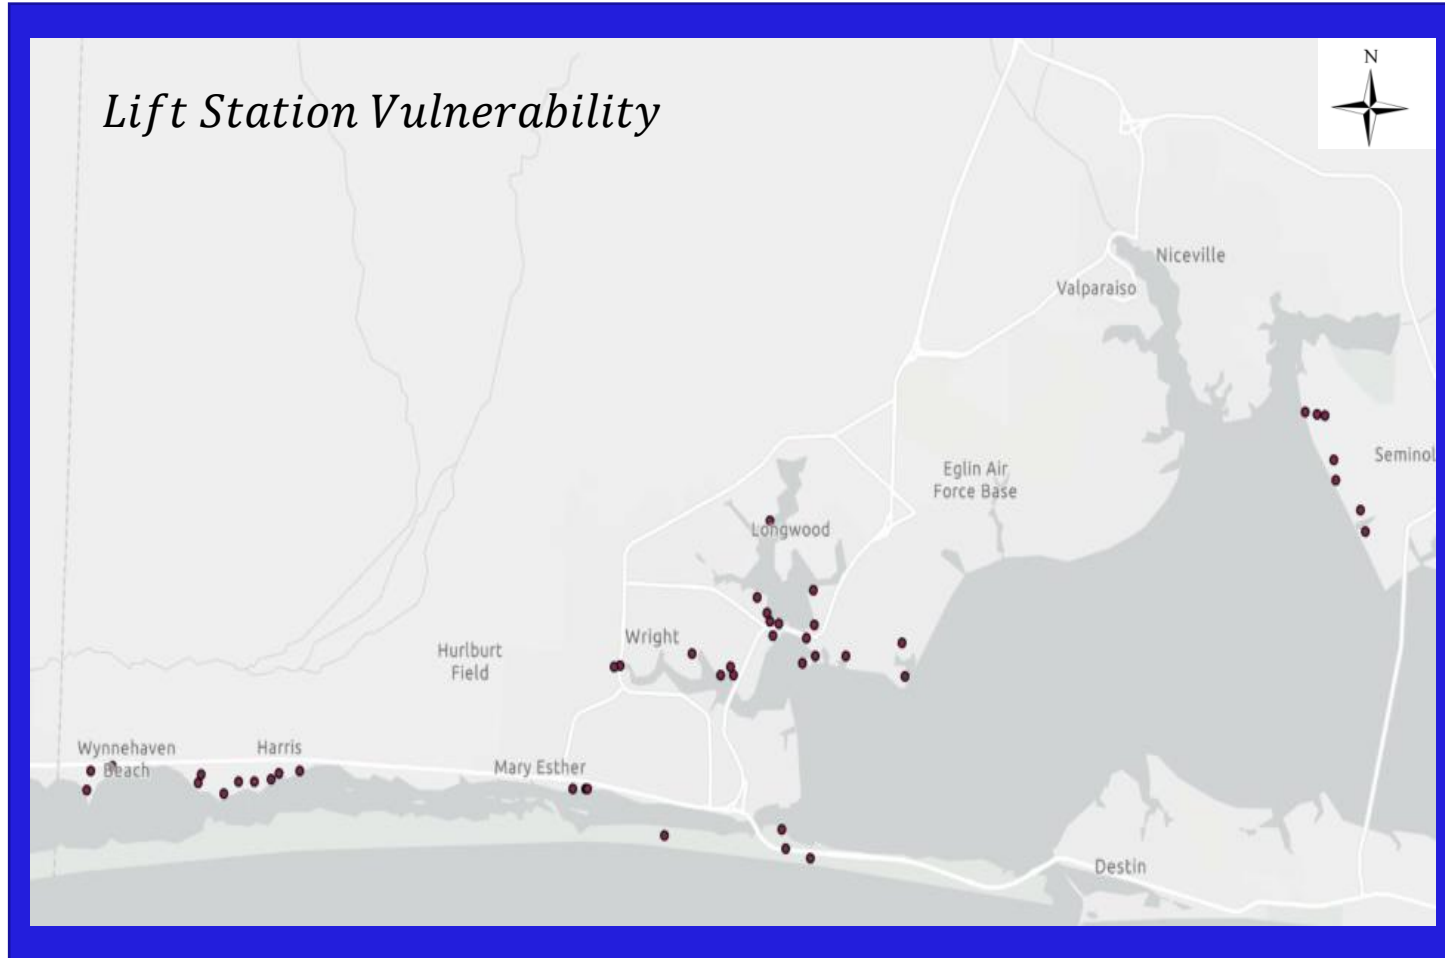 Lift Station Vulnerability
N
Niceville
Valparaiso
Seminol
Eglin Air
Force Base
Longwood
Wright
Hurlburt
Field
Wynnehaven
Beach
Harris
Mary Esther
Destin